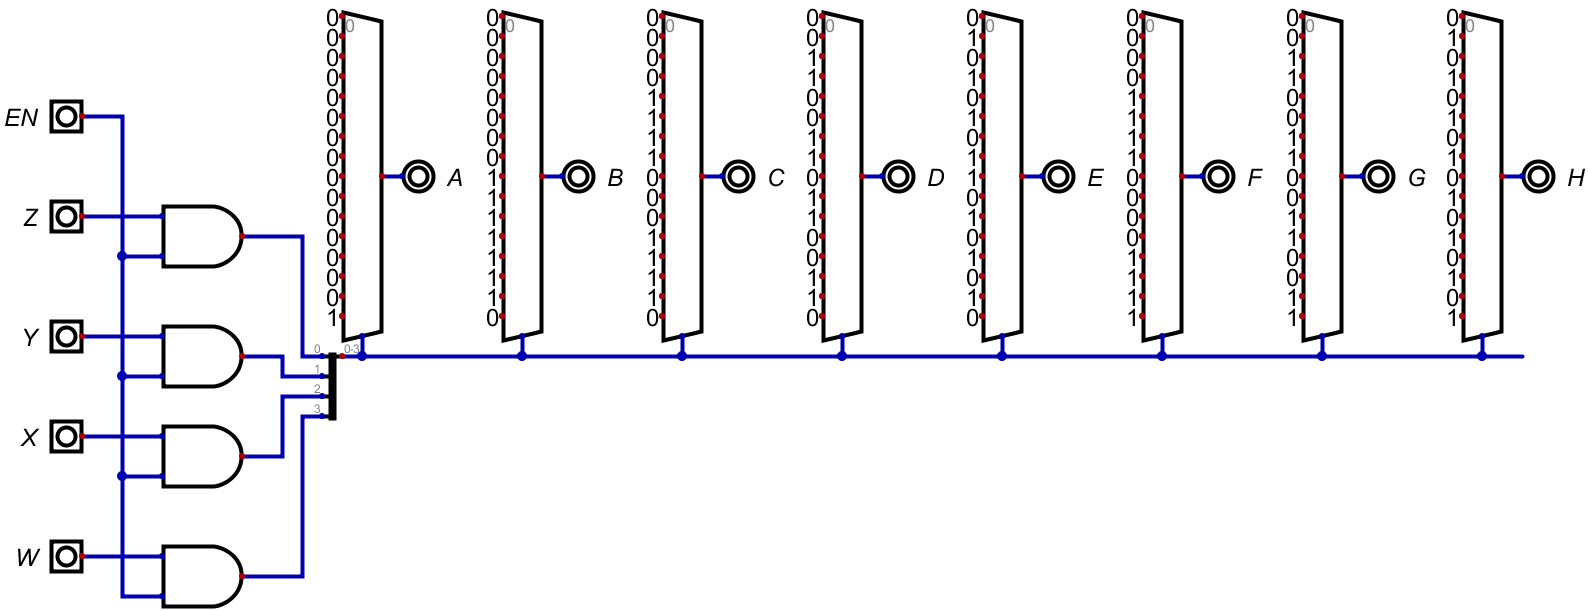 0 0 0 0 0 0 0 0
0 0 0 0 0 0 0 0
0 0 0 0 1 0 0 1
0 0 0 1 0 0 1 0
0 0 0 1 1 0 1 1
0 0 1 0 0 1 0 0
EN 0 0 1 0 1 1 0 1
0 0 1 1 0 1 1 0
0 0 1 1 1 1 1 1
0 A 1 B 0 C 0 D 0 E 0 F 0 G 0 H
0 1 0 1 0 0 0 1
Z 0 1 0 1 1 0 1 0
0 1 1 0 0 0 1 1
0 1 1 0 1 1 0 0
0 1 1 1 0 1 0 1
0 1 1 1 1 1 1 0
1 0 0 0 0 1 1 1
Y
0 0-3
1
2
3
X
W